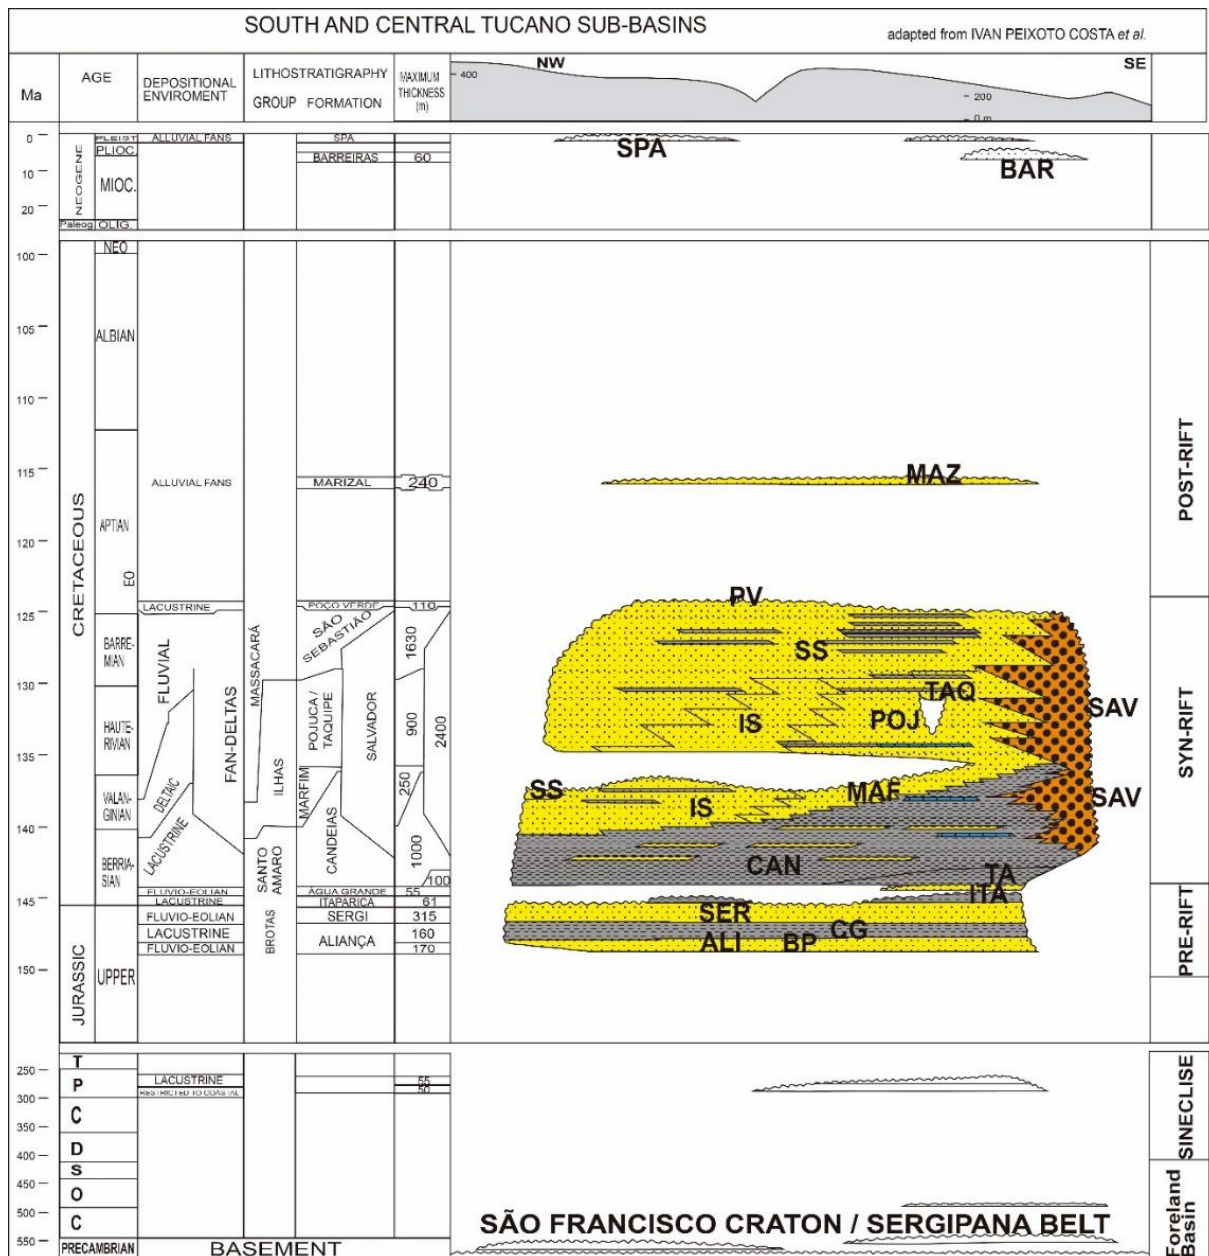 SOUTH AND CENTRAL TUCANO SUB-BASINS
adapted from IVAN PEIXOTO COSTA et al.
Ma
AGE
DEPOSITIONAL
ENVIROMENT
LITHOSTRATIGRAPHY
GROUP FORMATION
MAXIMUM
THICKNESS
(m)
NW
SE
400
200
0 m
0
10
20
NEOGENE
PLEIST
PLIOC.
MIOC.
Paleog
OLIG.
ALLUVIAL FANS
SPA
BARREIRAS
60
SPA
BAR
100
105
110
115
120
125
130
135
140
145
150
CRETACEOUS
JURASSIC
NEO
ALBIAN
APTIAN
EO
BARRE-
MIAN
HAUTE-
RIVIAN
VALAN-
GINIAN
BERRIA-
SIAN
UPPER
ALLUVIAL FANS
LACUSTRINE
FLUVIAL
DELTAIC
LACUSTRINE
FAN-DELTAS
FLUVIO-EOLIAN
LACUSTRINE
FLUVIO-EOLIAN
LACUSTRINE
FLUVIO-EOLIAN
MASSACARÁ
ILHAS
SANTO
AMARO
BROTAS
MARIZAL
POÇO VERDE
SÃO
SEBASTIÃO
POJUCA /
TAQUIPE
SALVADOR
MARFIM
CANDEIAS
ÁGUA GRANDE
ITAPARICA
SERGI
ALIANÇA
240
110
1630
900
2400
250
1000
100
55
61
315
160
170
MAZ
PV
SS
TAQ
IS
POJ
SAV
SS
IS
MAF
SAV
CAN
TA
ITA
SER
CG
ALI
BP
POST-RIFT
SYN-RIFT
PRE-RIFT
250
300
350
400
450
500
550
T
P
C
D
S
O
C
PRECAMBRIAN
LACUSTRINE
RESTRICTED TO COASTAL
55
50
BASEMENT
SÃO FRANCISCO CRATON / SERGIPANA BELT
SINECLISE
Foreland
Basin